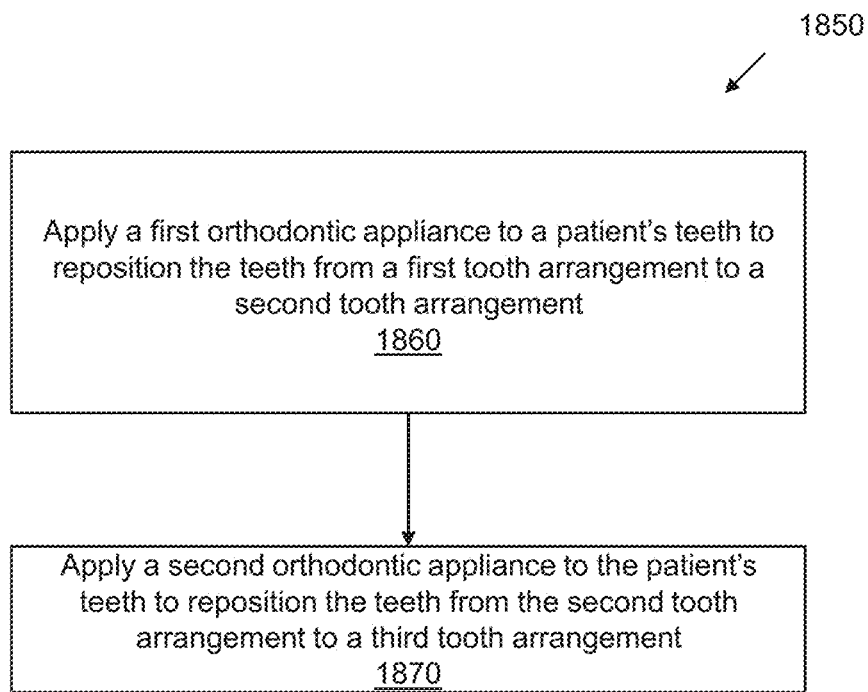 1850
Apply a first orthodontic appliance to a patient's teeth to
reposition the teeth from a first tooth arrangement to a
second tooth arrangement
1860
Apply a second orthodontic appliance to the patient's
teeth to reposition the teeth from the second tooth
arrangement to a third tooth arrangement
1870